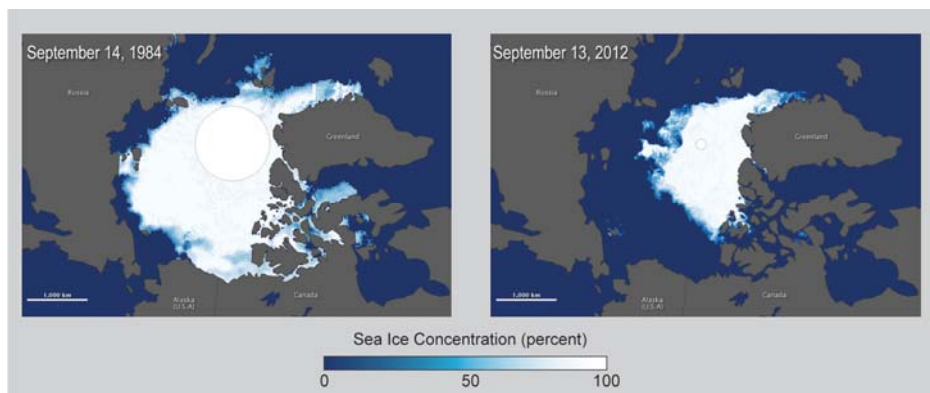 September 14, 1984
Russia
Greenland
1,000 km
Alaska
(U.S.A)
Canada
September 13, 2012
Russia
Greenland
1,000 km
Alaska
(U.S.A)
Canada
Sea Ice Concentration (percent)
0 50 100